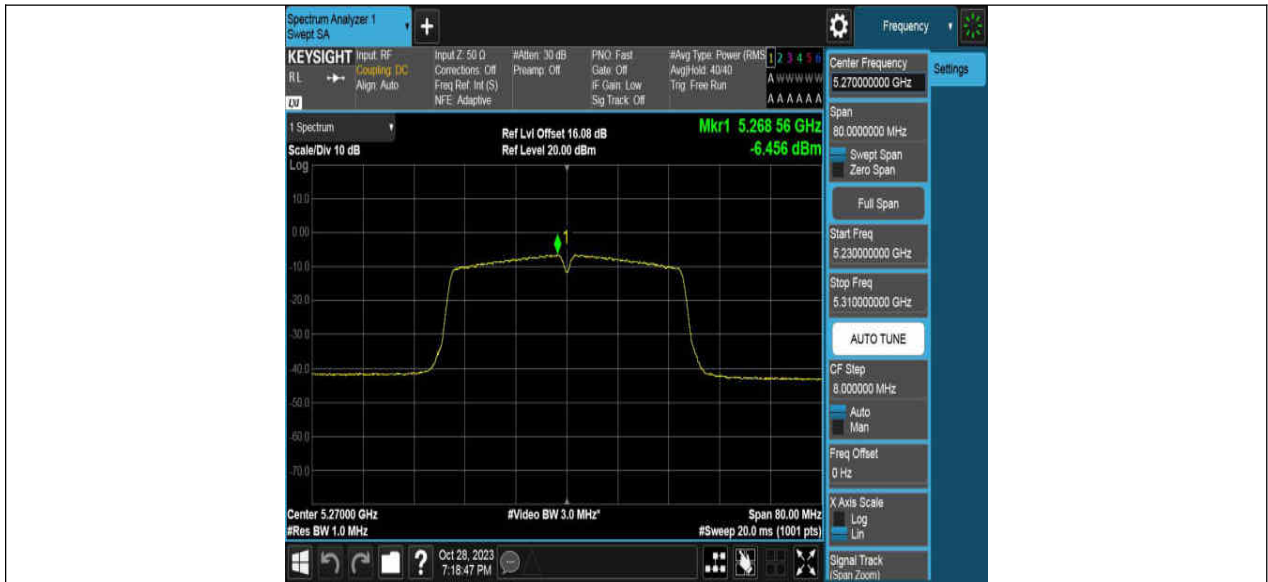 Spectrum Analyzer 1
Swept SA
+
Frequency
KEYSIGHT
RL
LXI
Input: RF
Coupling: DC
Align: Auto
Input Z: 50 Ω
Corrections: Off
Freq Ref: Int (S)
NFE: Adaptive
#Atten: 30 dB
Preamp: Off
PNO: Fast
Gate: Off
IF Gain: Low
Sig Track: Off
#Avg Type: Power (RMS
Avg|Hold: 40/40
Trig: Free Run
1 2 3 4 5 6
A W W W W W
A A A A A A
1 Spectrum
Scale/Div 10 dB
Log
Ref Lvl Offset 16.08 dB
Ref Level 20.00 dBm
Mkr1 5.268 56 GHz
-6.456 dBm
10.0
0.00
-10.0
-20.0
-30.0
-40.0
-50.0
-60.0
-70.0
1
Center 5.27000 GHz
#Res BW 1.0 MHz
#Video BW 3.0 MHz*
Span 80.00 MHz
#Sweep 20.0 ms (1001 pts)
?
Oct 28, 2023
7:18:47 PM
Center Frequency
5.270000000 GHz
Span
80.0000000 MHz
Swept Span
Zero Span
Full Span
Start Freq
5.230000000 GHz
Stop Freq
5.310000000 GHz
AUTO TUNE
CF Step
8.000000 MHz
Auto
Man
Freq Offset
0 Hz
X Axis Scale
Log
Lin
Signal Track
(Span Zoom)
Settings